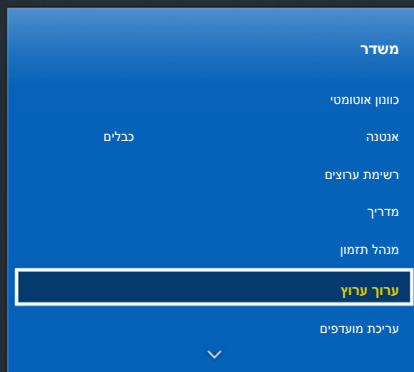 משדר
כוונון אוטומטי
אנטנה כבלים
רשימת ערוצים
מדריך
מנהל תזמון
ערוך ערוץ
עריכת מועדפים